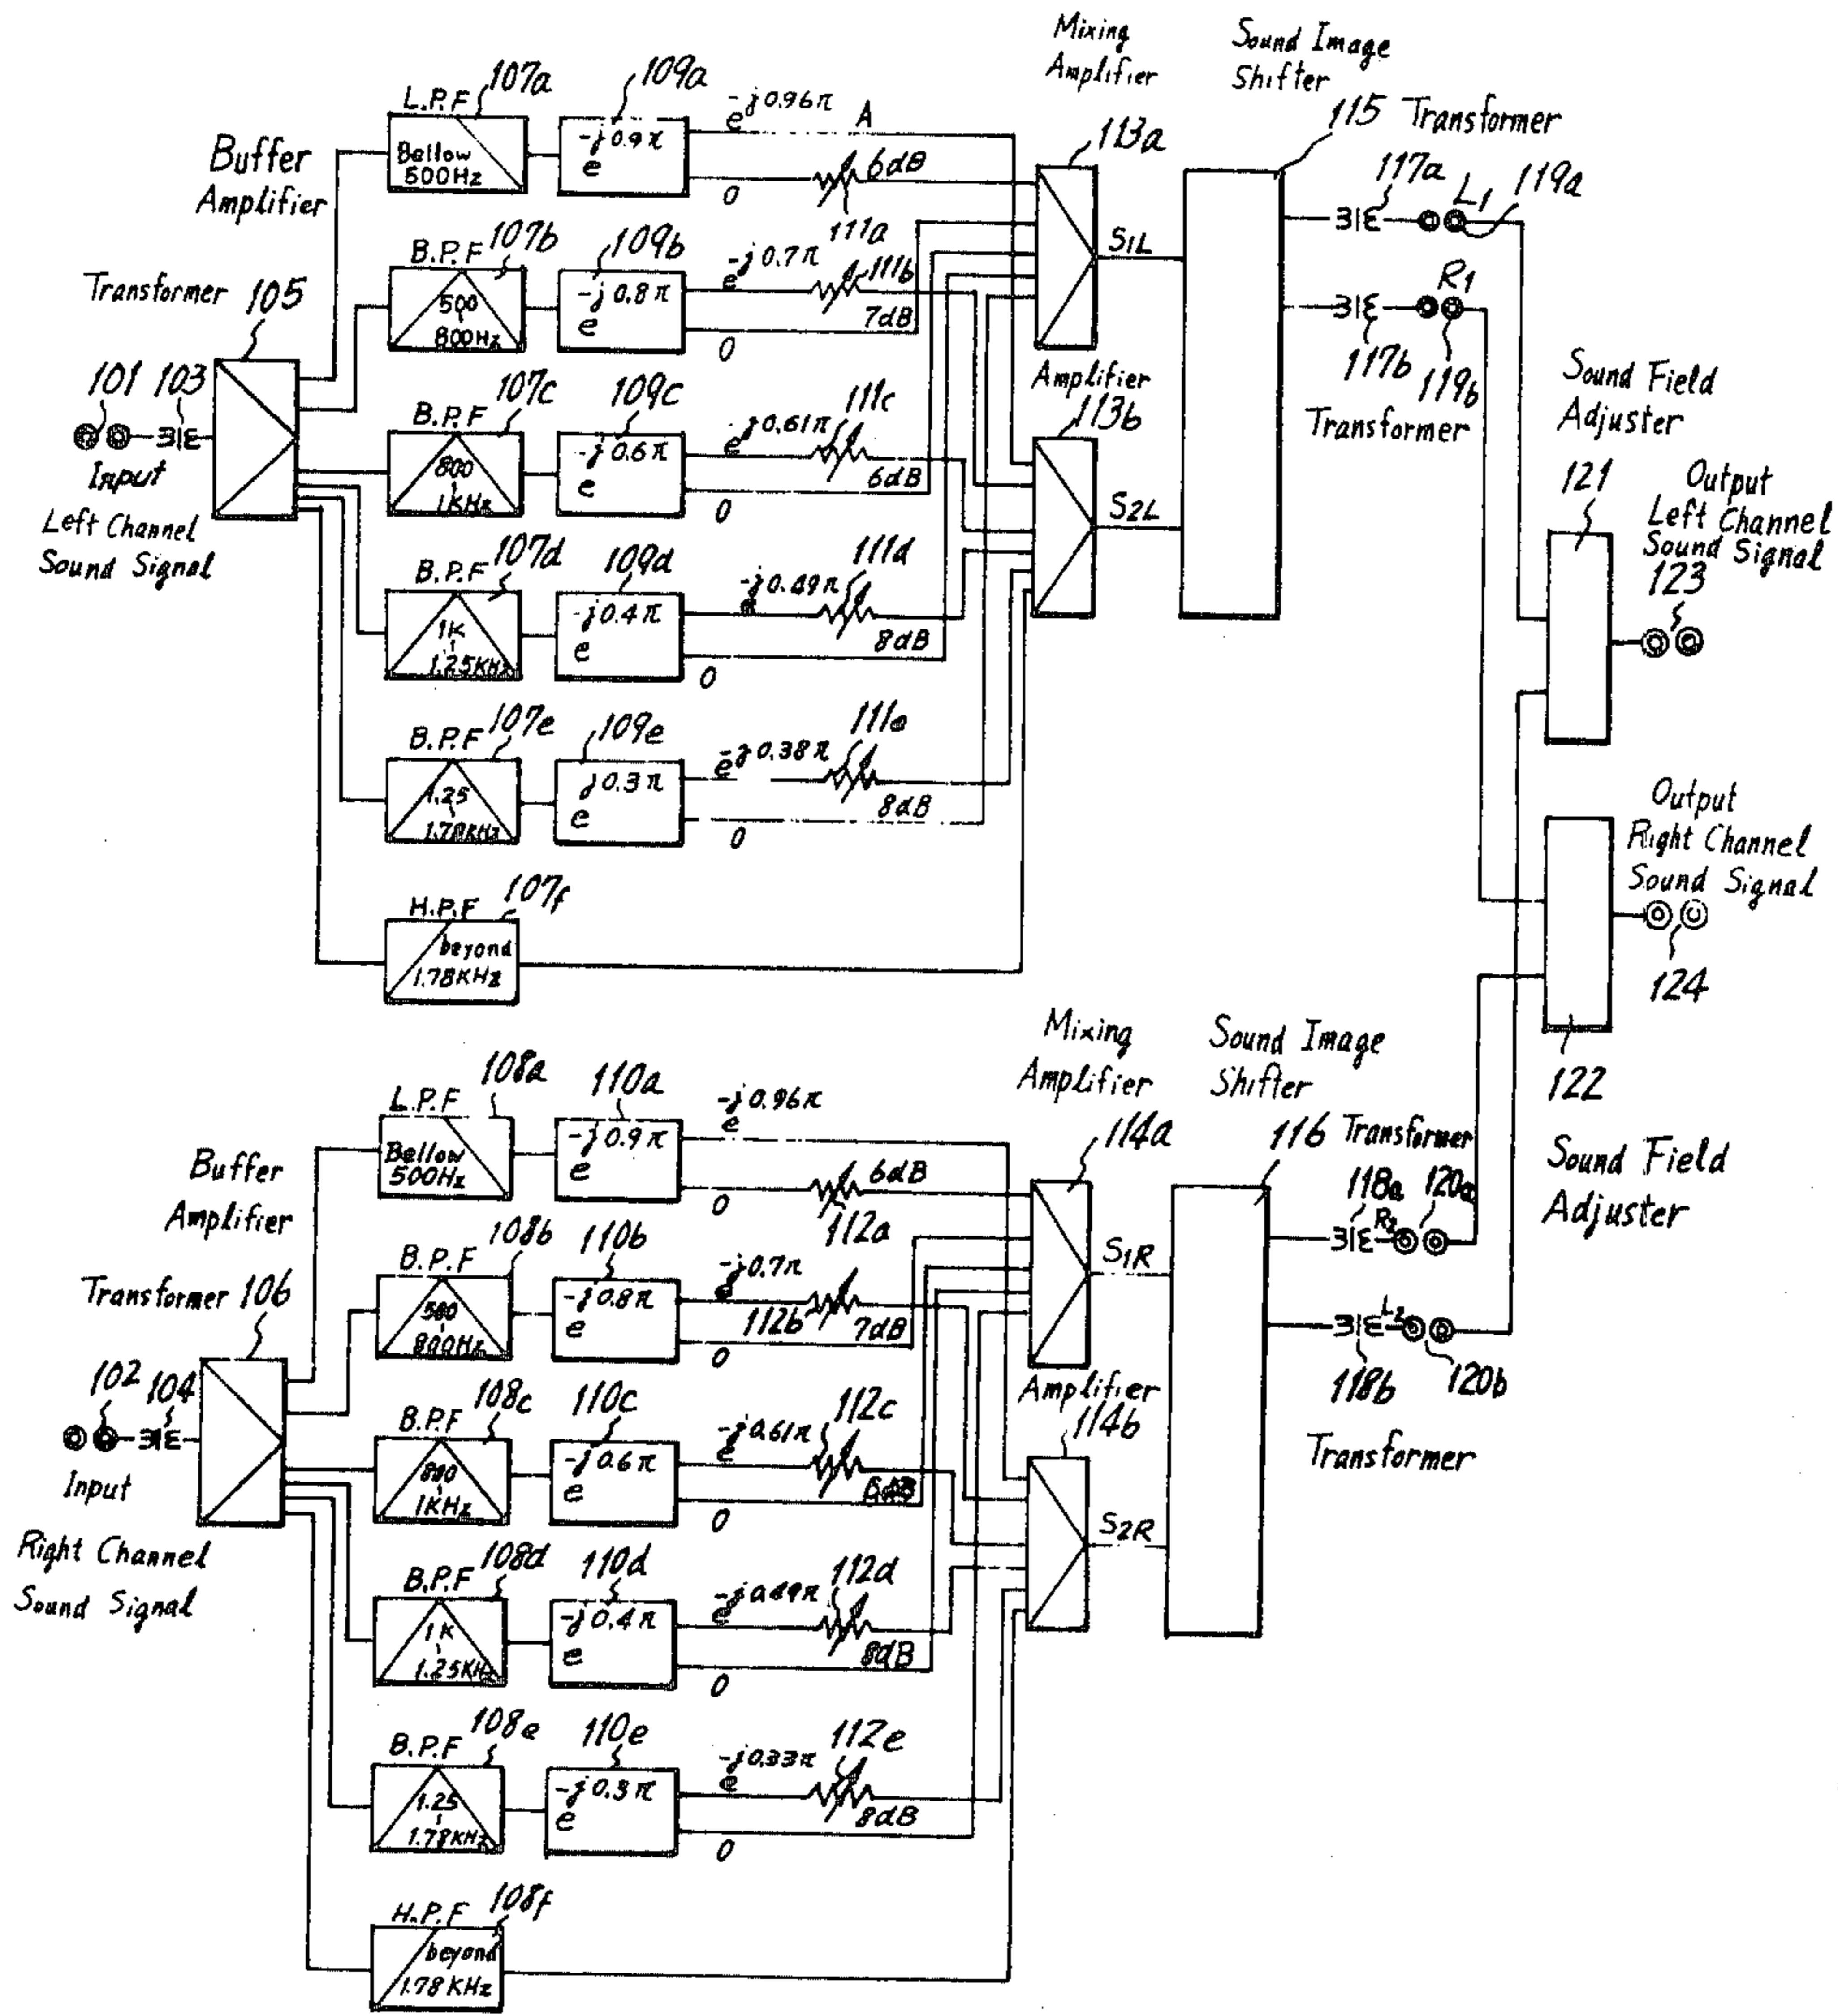 Mixing
Amplifier
Sound Image
Shifter
115 Transformer
L.P.F
107a
109a
e^-j0.96π
A
Bellow
500Hz
e^-j0.9π
6dB
0
111a
113a
117a
L1
119a
Buffer
Amplifier
B.P.F
107b
109b
e^-j0.7π
111b
S1L
500
800Hz
e^-j0.8π
7dB
0
R1
117b
119b
Transformer
Transformer
105
101
103
Input
Left Channel
Sound Signal
B.P.F
107c
109c
e^-j0.61π
111c
800
1KHz
e^-j0.6π
6dB
0
Amplifier
113b
S2L
Sound Field
Adjuster
121
Output
Left Channel
Sound Signal
123
B.P.F
107d
109d
e^-j0.49π
111d
1K
1.25KHz
e^-j0.4π
8dB
0
B.P.F
107e
109e
e^-j0.38π
111e
1.25
1.78KHz
e^j0.3π
8dB
0
Output
Right Channel
Sound Signal
124
H.P.F
107f
beyond
1.78KHz
122
Sound Field
Adjuster
Mixing
Amplifier
Sound Image
Shifter
116 Transformer
L.P.F
108a
110a
e^-j0.96π
114a
Bellow
500Hz
e^-j0.9π
6dB
0
112a
118a
120a
Buffer
Amplifier
B.P.F
108b
110b
e^-j0.7π
112b
S1R
500
800Hz
e^-j0.8π
7dB
0
L2
118b
120b
Transformer
Transformer 106
102
104
Input
Right Channel
Sound Signal
B.P.F
108c
110c
e^-j0.61π
112c
800
1KHz
e^-j0.6π
0
Amplifier
114b
S2R
B.P.F
108d
110d
e^-j0.49π
112d
1K
1.25KHz
e^-j0.4π
8dB
0
B.P.F
108e
110e
e^-j0.33π
112e
1.25
1.78KHz
e^-j0.3π
8dB
0
H.P.F
108f
beyond
1.78KHz